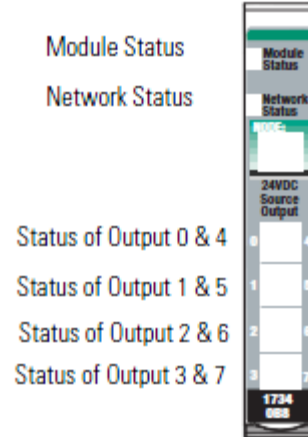 Module Status
Network Status
Status of Output 0 & 4
Status of Output 1 & 5
Status of Output 2 & 6
Status of Output 3 & 7
Module
Status
Network
Status
NODE:
24VDC
Source
Output
0 4
1 5
2 6
3 7
1734
OB8